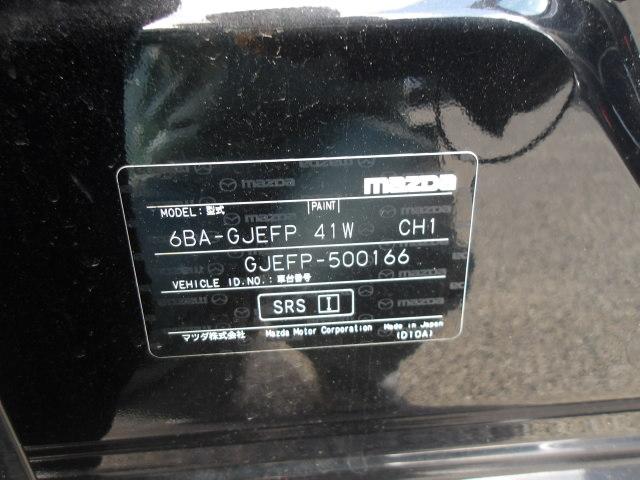 mazda
MODEL: 型式 PAINT
6BA-GJEFP 41W CH1
GJEFP-500166
VEHICLE ID.NO.: 車台番号
SRS I
マツダ株式会社 Mazda Motor Corporation Made in Japan
(D10A)